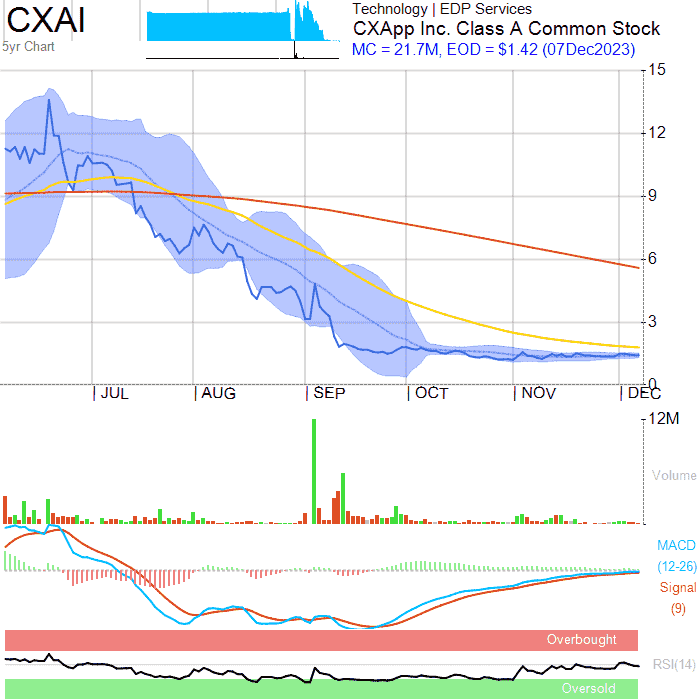 CXAI
5yr Chart
Technology | EDP Services
CXApp Inc. Class A Common Stock
MC = 21.7M, EOD = $1.42 (07Dec2023)
15
12
9
6
3
0
JUL
AUG
SEP
OCT
NOV
DEC
12M
Volume
MACD
(12-26)
Signal
(9)
Overbought
RSI(14)
Oversold